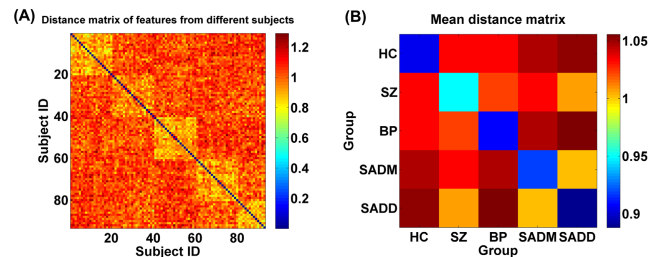 (A) Distance matrix of features from different subjects
1.2
1
0.8
0.6
0.4
0.2
20
40
60
80
Subject ID
20 40 60 80
Subject ID
(B) Mean distance matrix
HC
SZ
BP
SADM
SADD
Group
HC SZ BP SADM SADD
Group
1.05
1
0.95
0.9